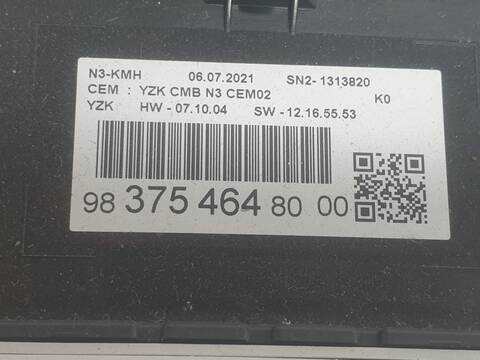 N3-KMH 06.07.2021 SN2- 1313820
CEM : YZK CMB N3 CEM02 K0
YZK HW - 07.10.04 SW - 12.16.55.53
98 375 464 80 00